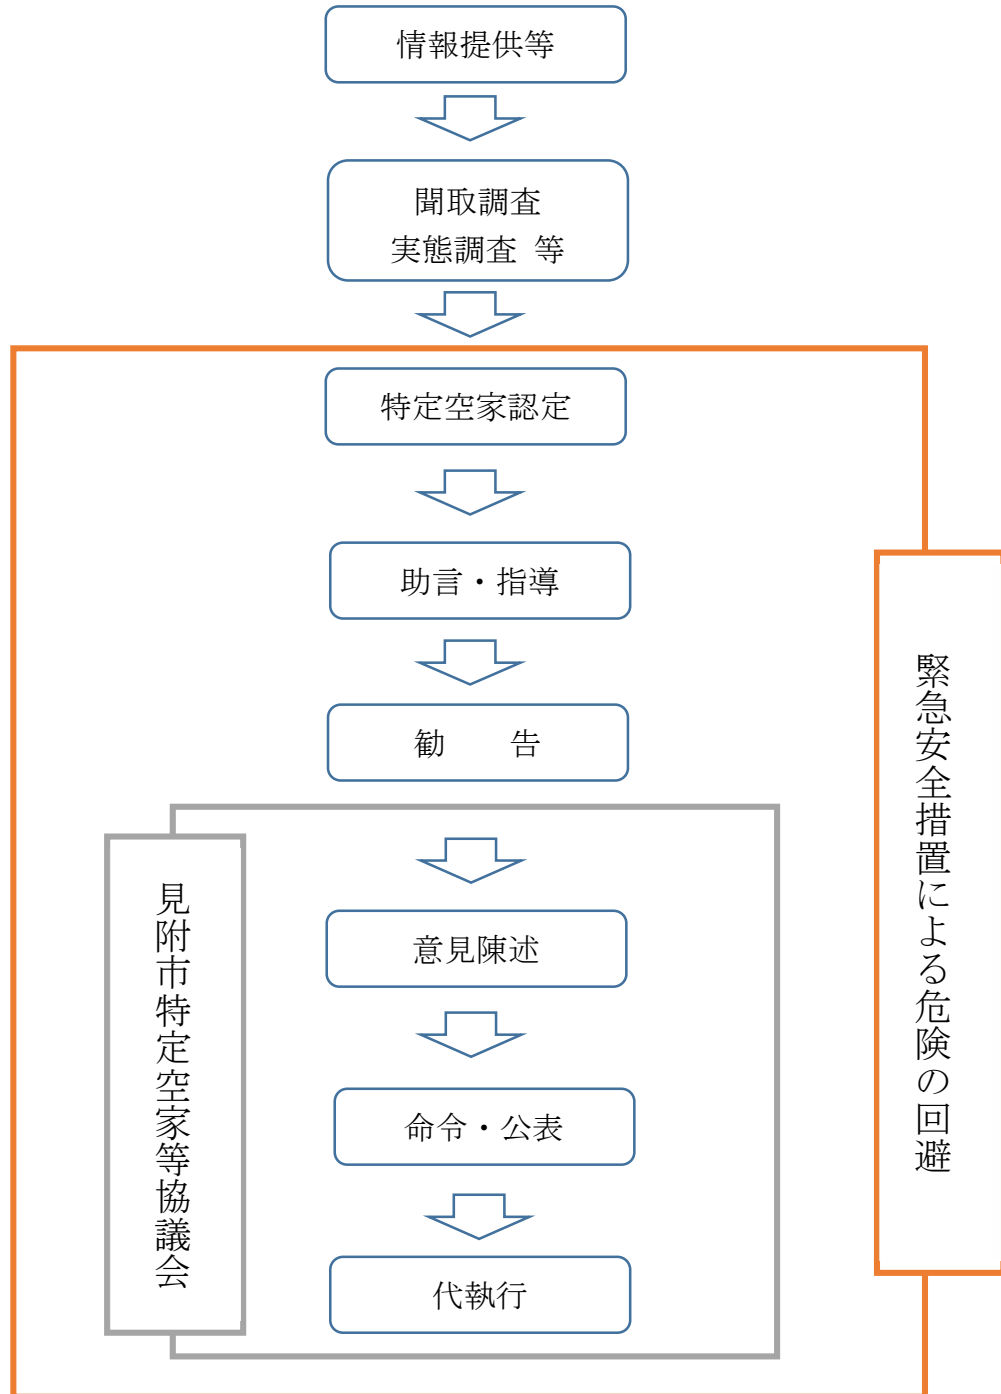 情報提供等
聞取調査
実態調査 等
特定空家認定
助言・指導
勧　　告
意見陳述
命令・公表
代執行
見附市特定空家等協議会
緊急安全措置による危険の回避